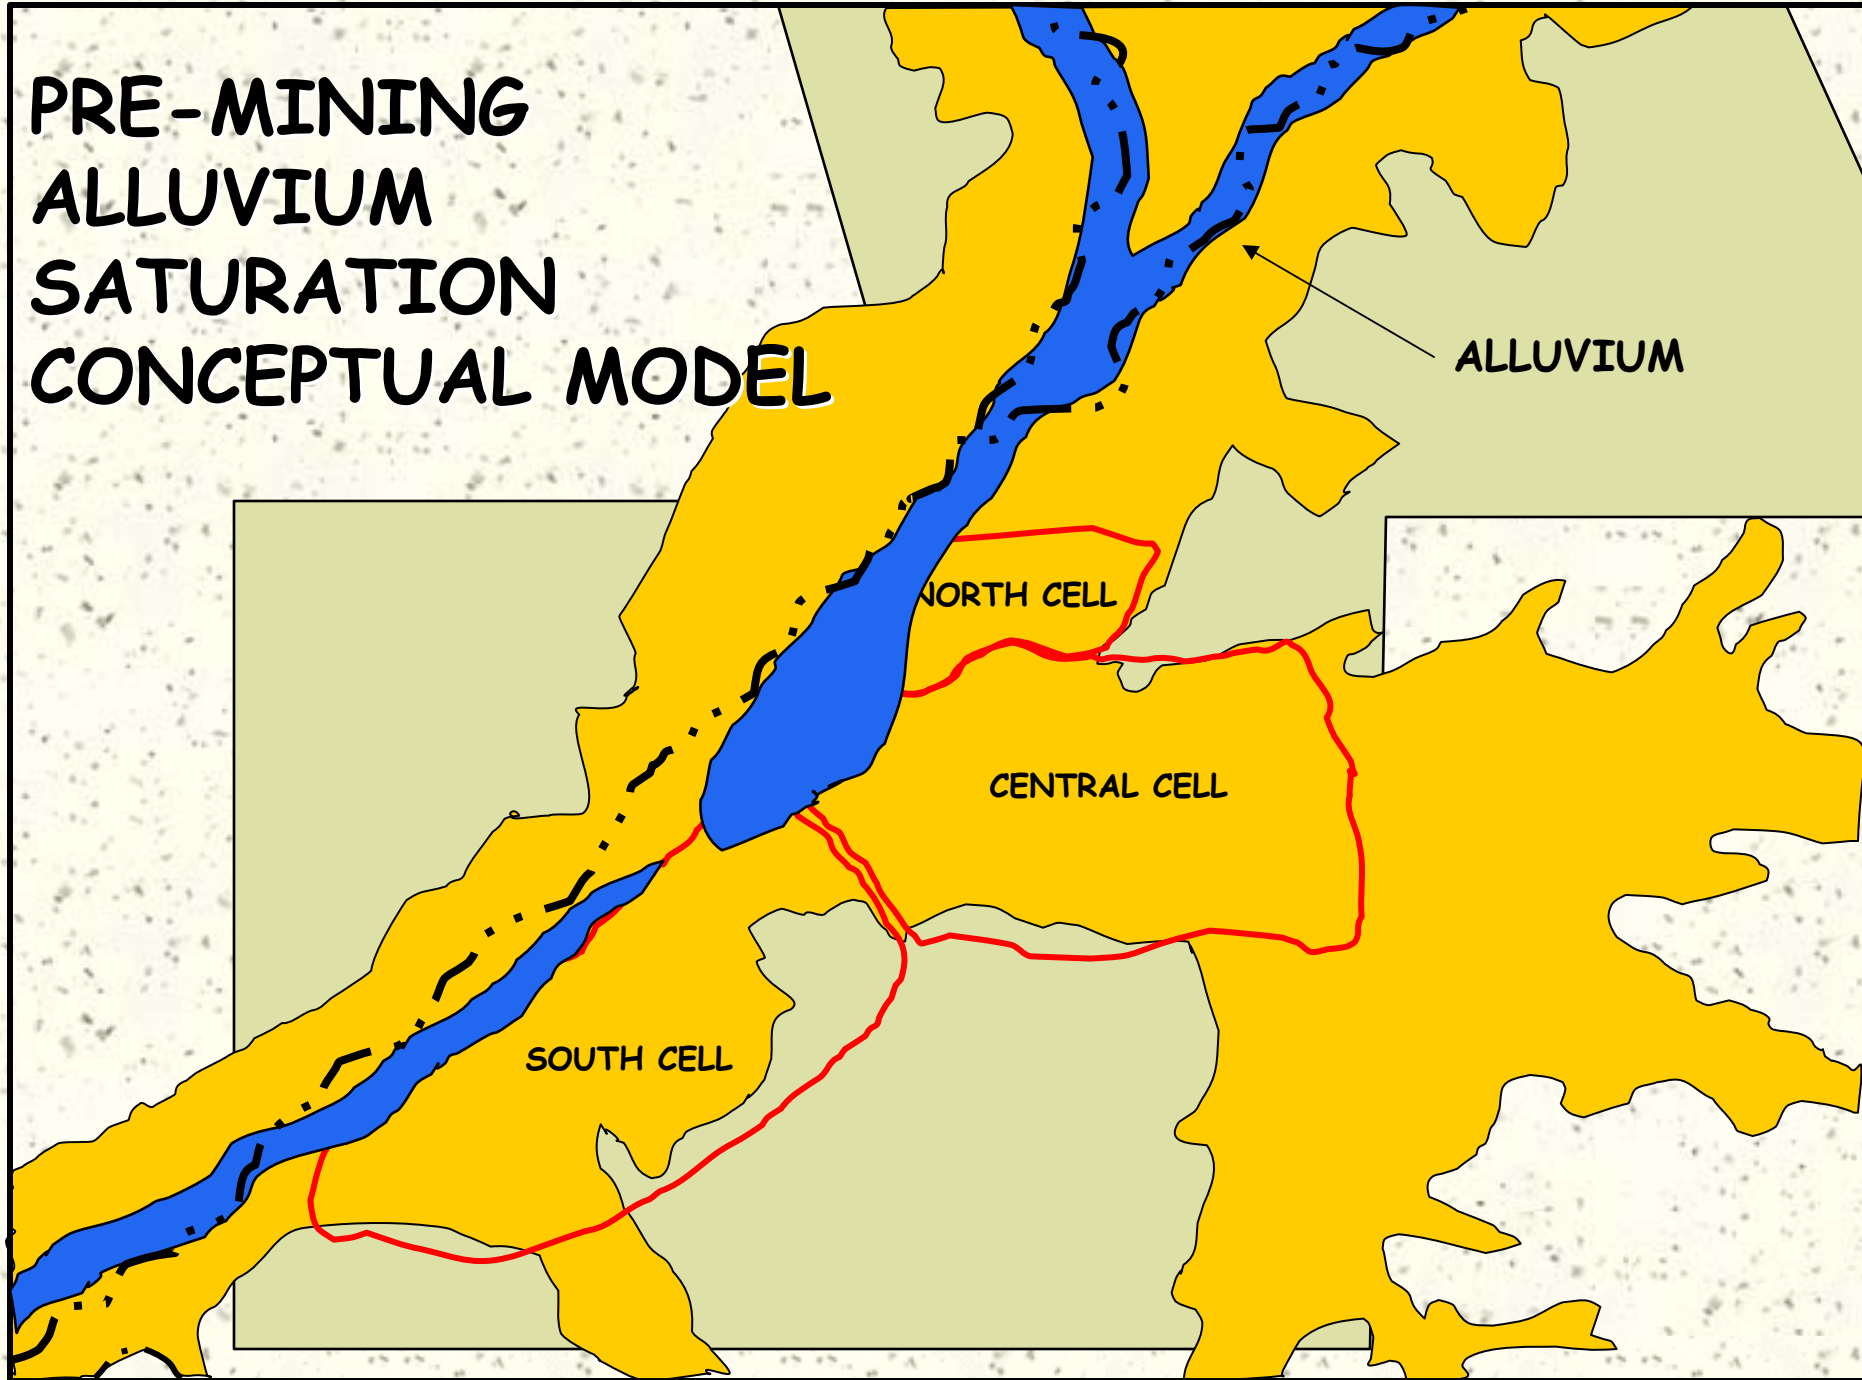 PRE-MINING
ALLUVIUM
SATURATION
CONCEPTUAL MODEL
ALLUVIUM
NORTH CELL
CENTRAL CELL
SOUTH CELL